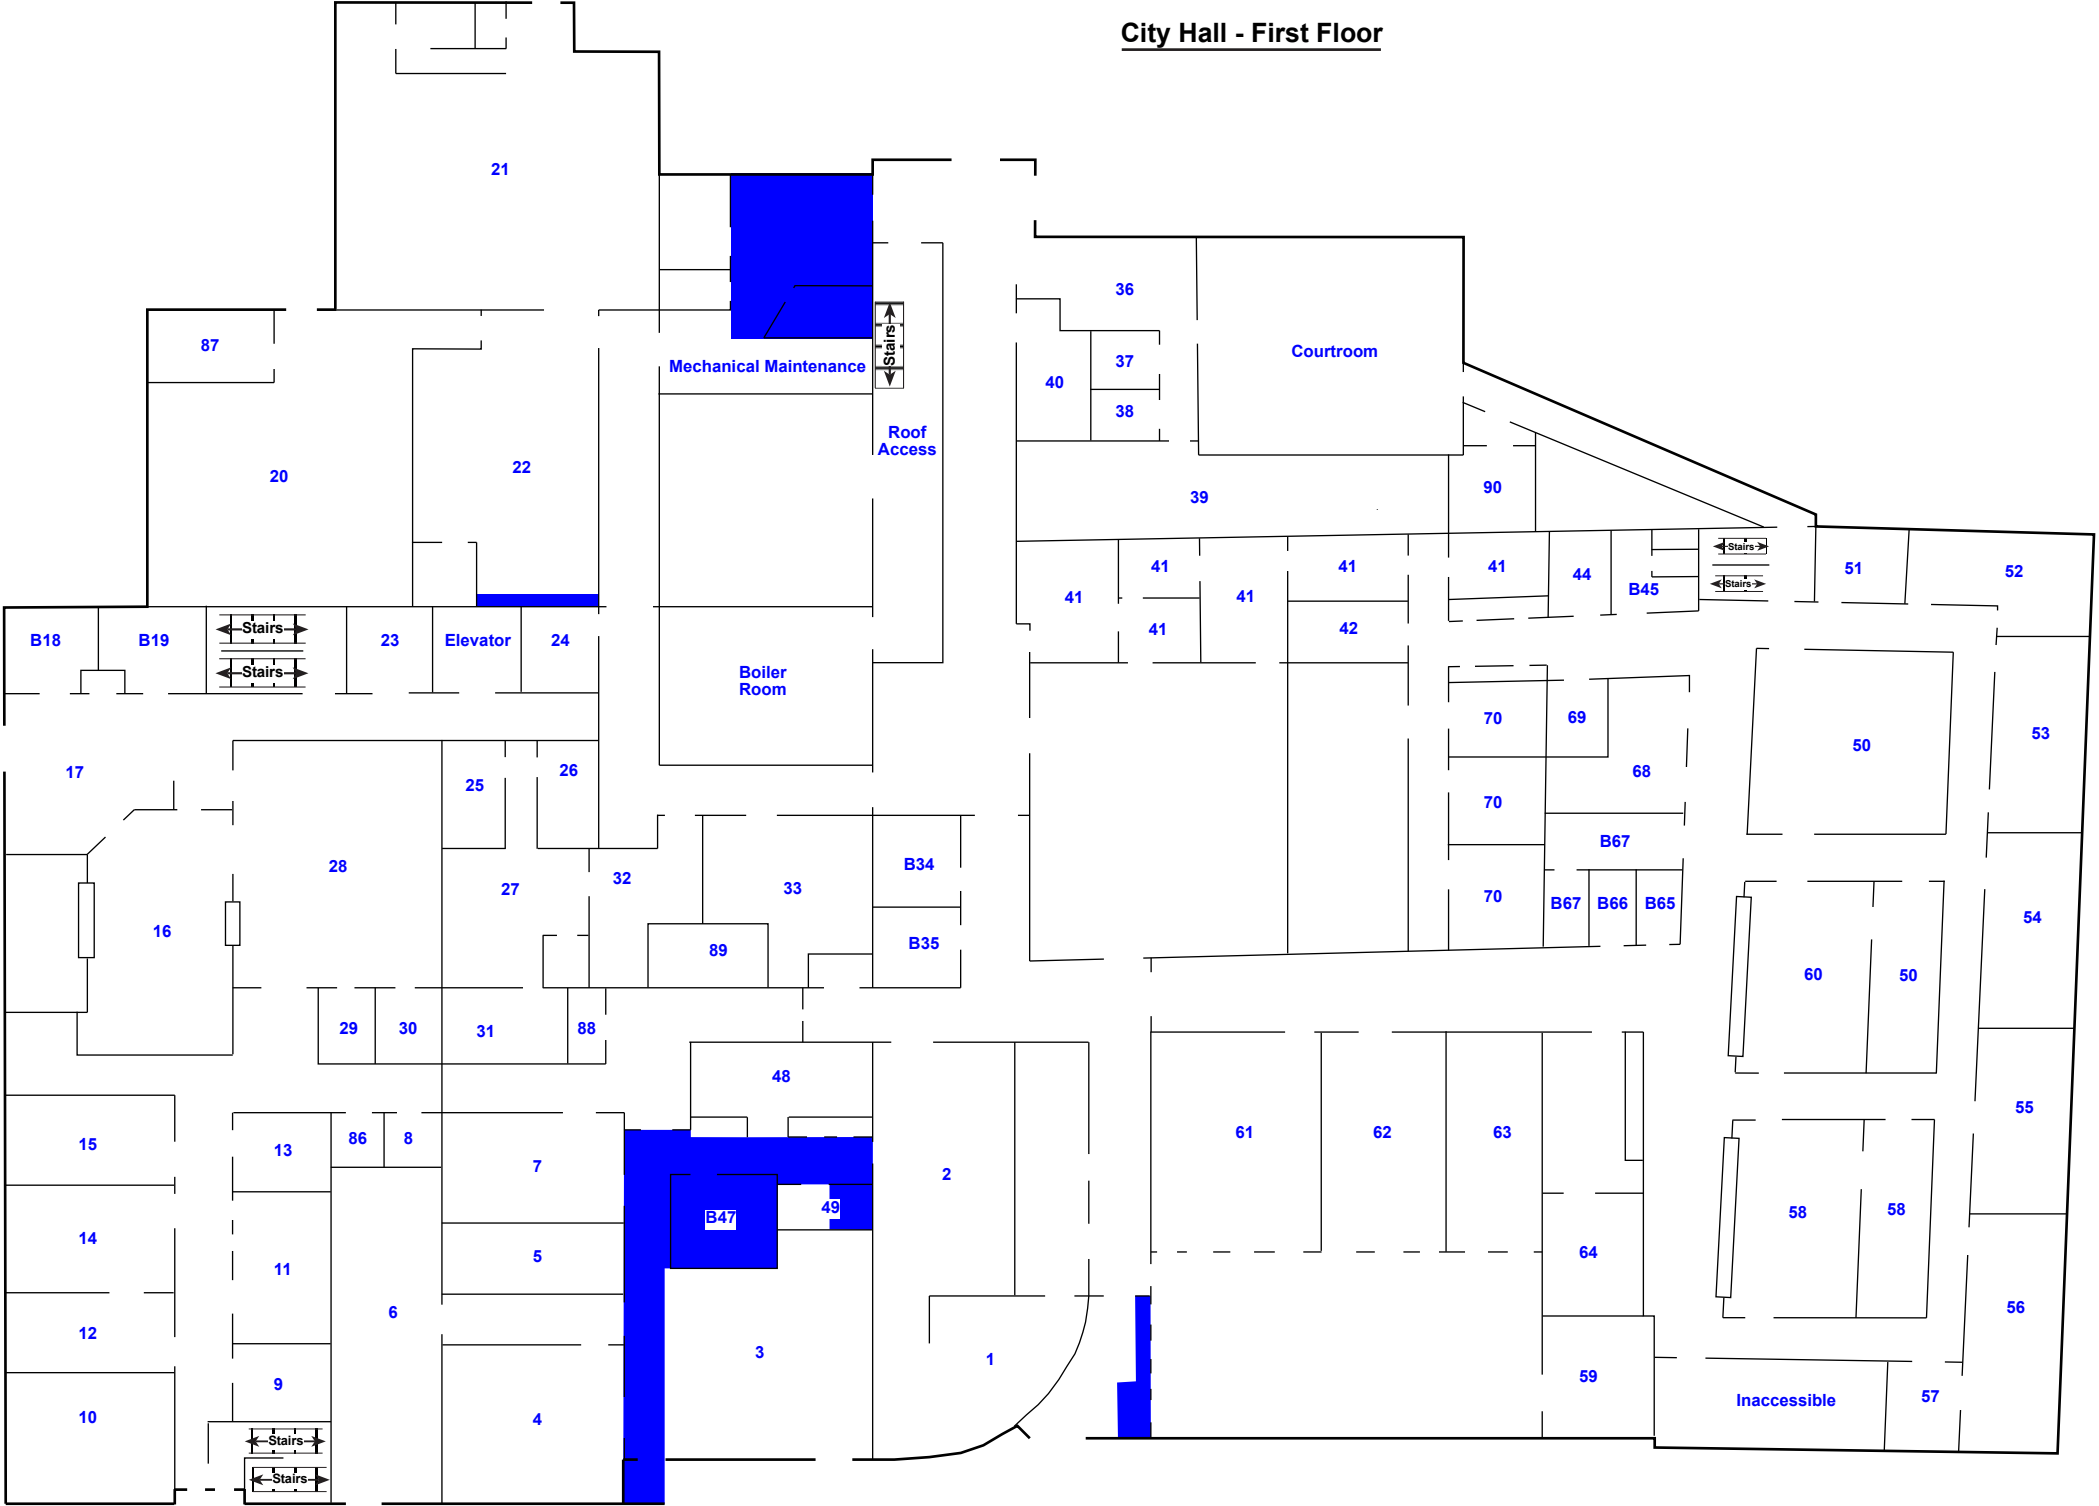 City Hall - First Floor
21
87
36
Stairs
Courtroom
Mechanical Maintenance
37
40
38
Roof
Access
22
20
39
90
41
41
41
44
51
52
Stairs
Stairs
B45
41
41
41
42
B18
B19
Stairs
Stairs
23
Elevator
24
Boiler
Room
70
69
53
50
17
25
26
68
70
B67
28
27
32
33
B34
B67
B66
B65
70
54
16
89
B35
60
50
29
30
31
88
48
55
15
13
86
8
7
2
61
62
63
B47
49
58
58
14
11
5
64
6
56
12
3
1
59
9
57
10
4
Inaccessible
Stairs
Stairs